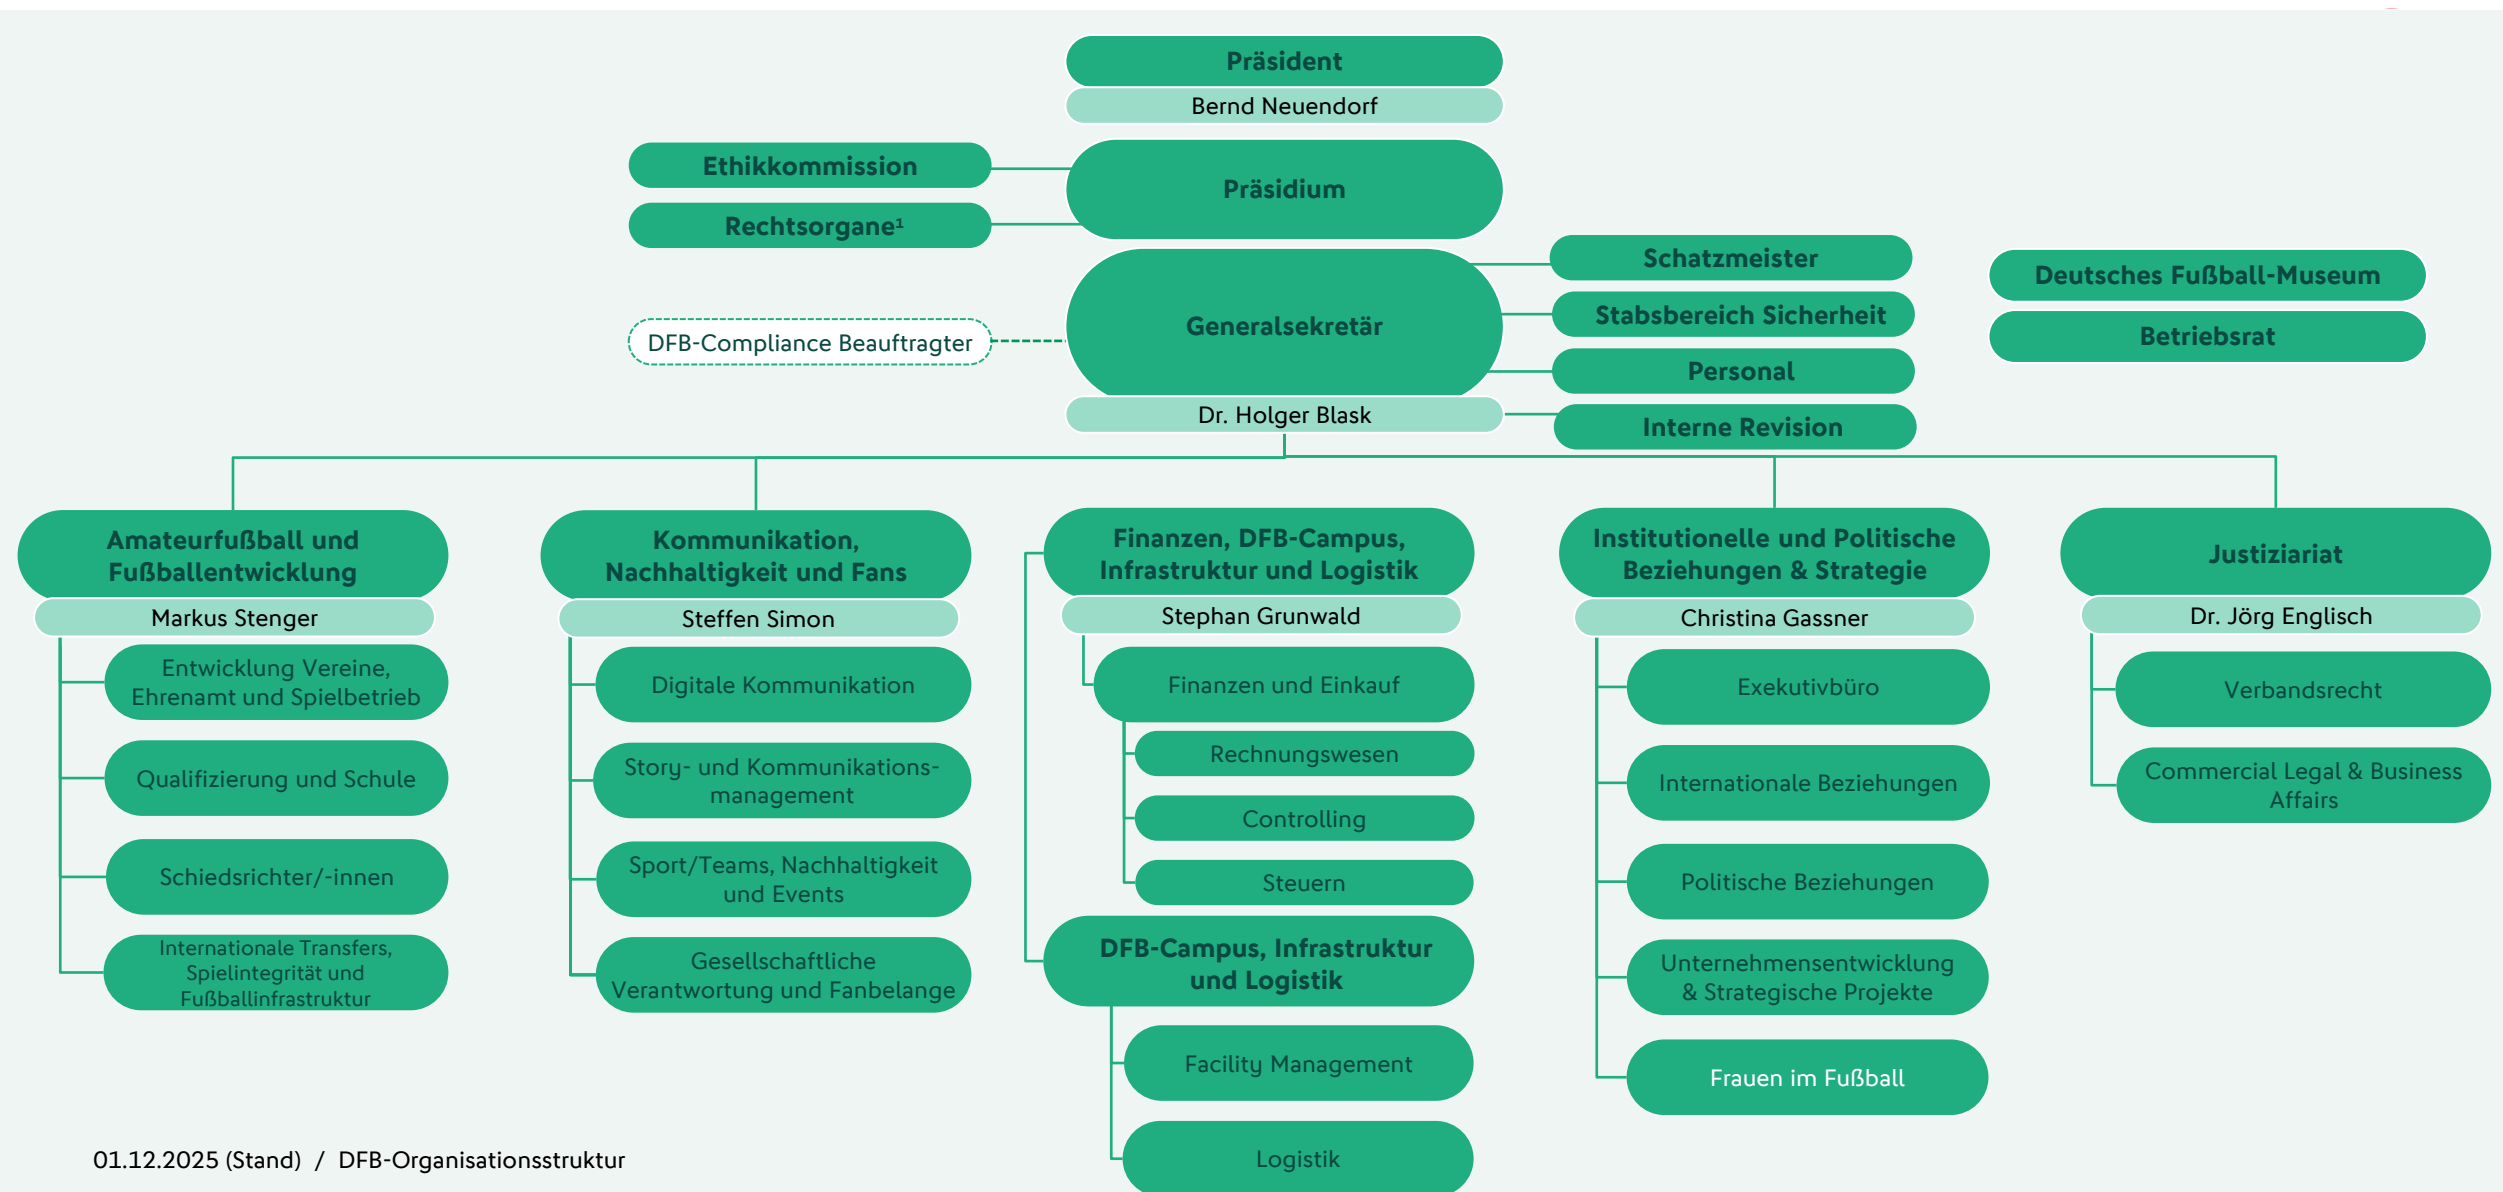 Präsident
Bernd Neuendorf
Ethikkommission
Präsidium
Rechtsorgane¹
Schatzmeister
Deutsches Fußball-Museum
Stabsbereich Sicherheit
Generalsekretär
Betriebsrat
DFB-Compliance Beauftragter
Personal
Dr. Holger Blask
Interne Revision
Amateurfußball und
Fußballentwicklung
Markus Stenger
Entwicklung Vereine,
Ehrenamt und Spielbetrieb
Qualifizierung und Schule
Schiedsrichter/-innen
Internationale Transfers,
Spielintegrität und
Fußballinfrastruktur
Kommunikation,
Nachhaltigkeit und Fans
Steffen Simon
Digitale Kommunikation
Story- und Kommunikations-
management
Sport/Teams, Nachhaltigkeit
und Events
Gesellschaftliche
Verantwortung und Fanbelange
Finanzen, DFB-Campus,
Infrastruktur und Logistik
Stephan Grunwald
Finanzen und Einkauf
Rechnungswesen
Controlling
Steuern
DFB-Campus, Infrastruktur
und Logistik
Facility Management
Logistik
Institutionelle und Politische
Beziehungen & Strategie
Christina Gassner
Exekutivbüro
Internationale Beziehungen
Politische Beziehungen
Unternehmensentwicklung
& Strategische Projekte
Frauen im Fußball
Justiziariat
Dr. Jörg Englisch
Verbandsrecht
Commercial Legal & Business
Affairs
01.12.2025 (Stand) / DFB-Organisationsstruktur